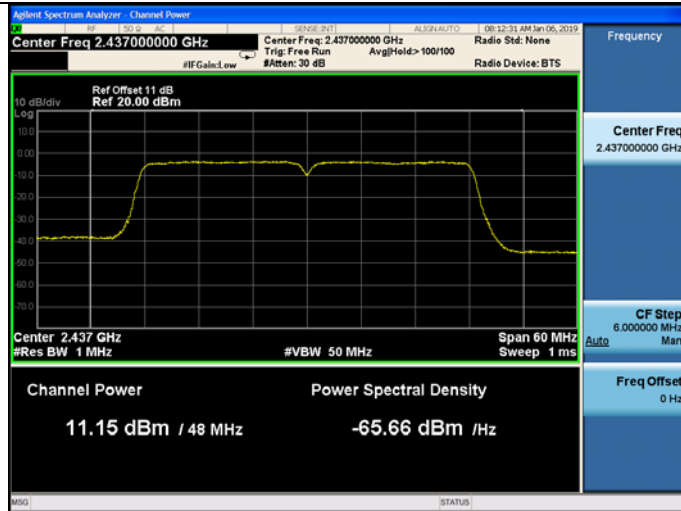 Agilent Spectrum Analyzer - Channel Power
RF 50 Ω AC SENSE:INT ALIGN AUTO 08:12:31 AM Jan 06, 2019
Center Freq 2.437000000 GHz
Center Freq: 2.437000000 GHz
Radio Std: None
Trig: Free Run Avg|Hold:> 100/100
#IFGain:Low
#Atten: 30 dB
Radio Device: BTS
Ref Offset 11 dB
10 dB/div Ref 20.00 dBm
Log
10.0
0.00
-10.0
-20.0
-30.0
-40.0
-50.0
-60.0
-70.0
Center 2.437 GHz Span 60 MHz
#Res BW 1 MHz #VBW 50 MHz Sweep 1 ms
Channel Power Power Spectral Density
11.15 dBm / 48 MHz -65.66 dBm /Hz
MSG STATUS
Frequency
Center Freq
2.437000000 GHz
CF Step
6.000000 MHz
Auto Man
Freq Offset
0 Hz